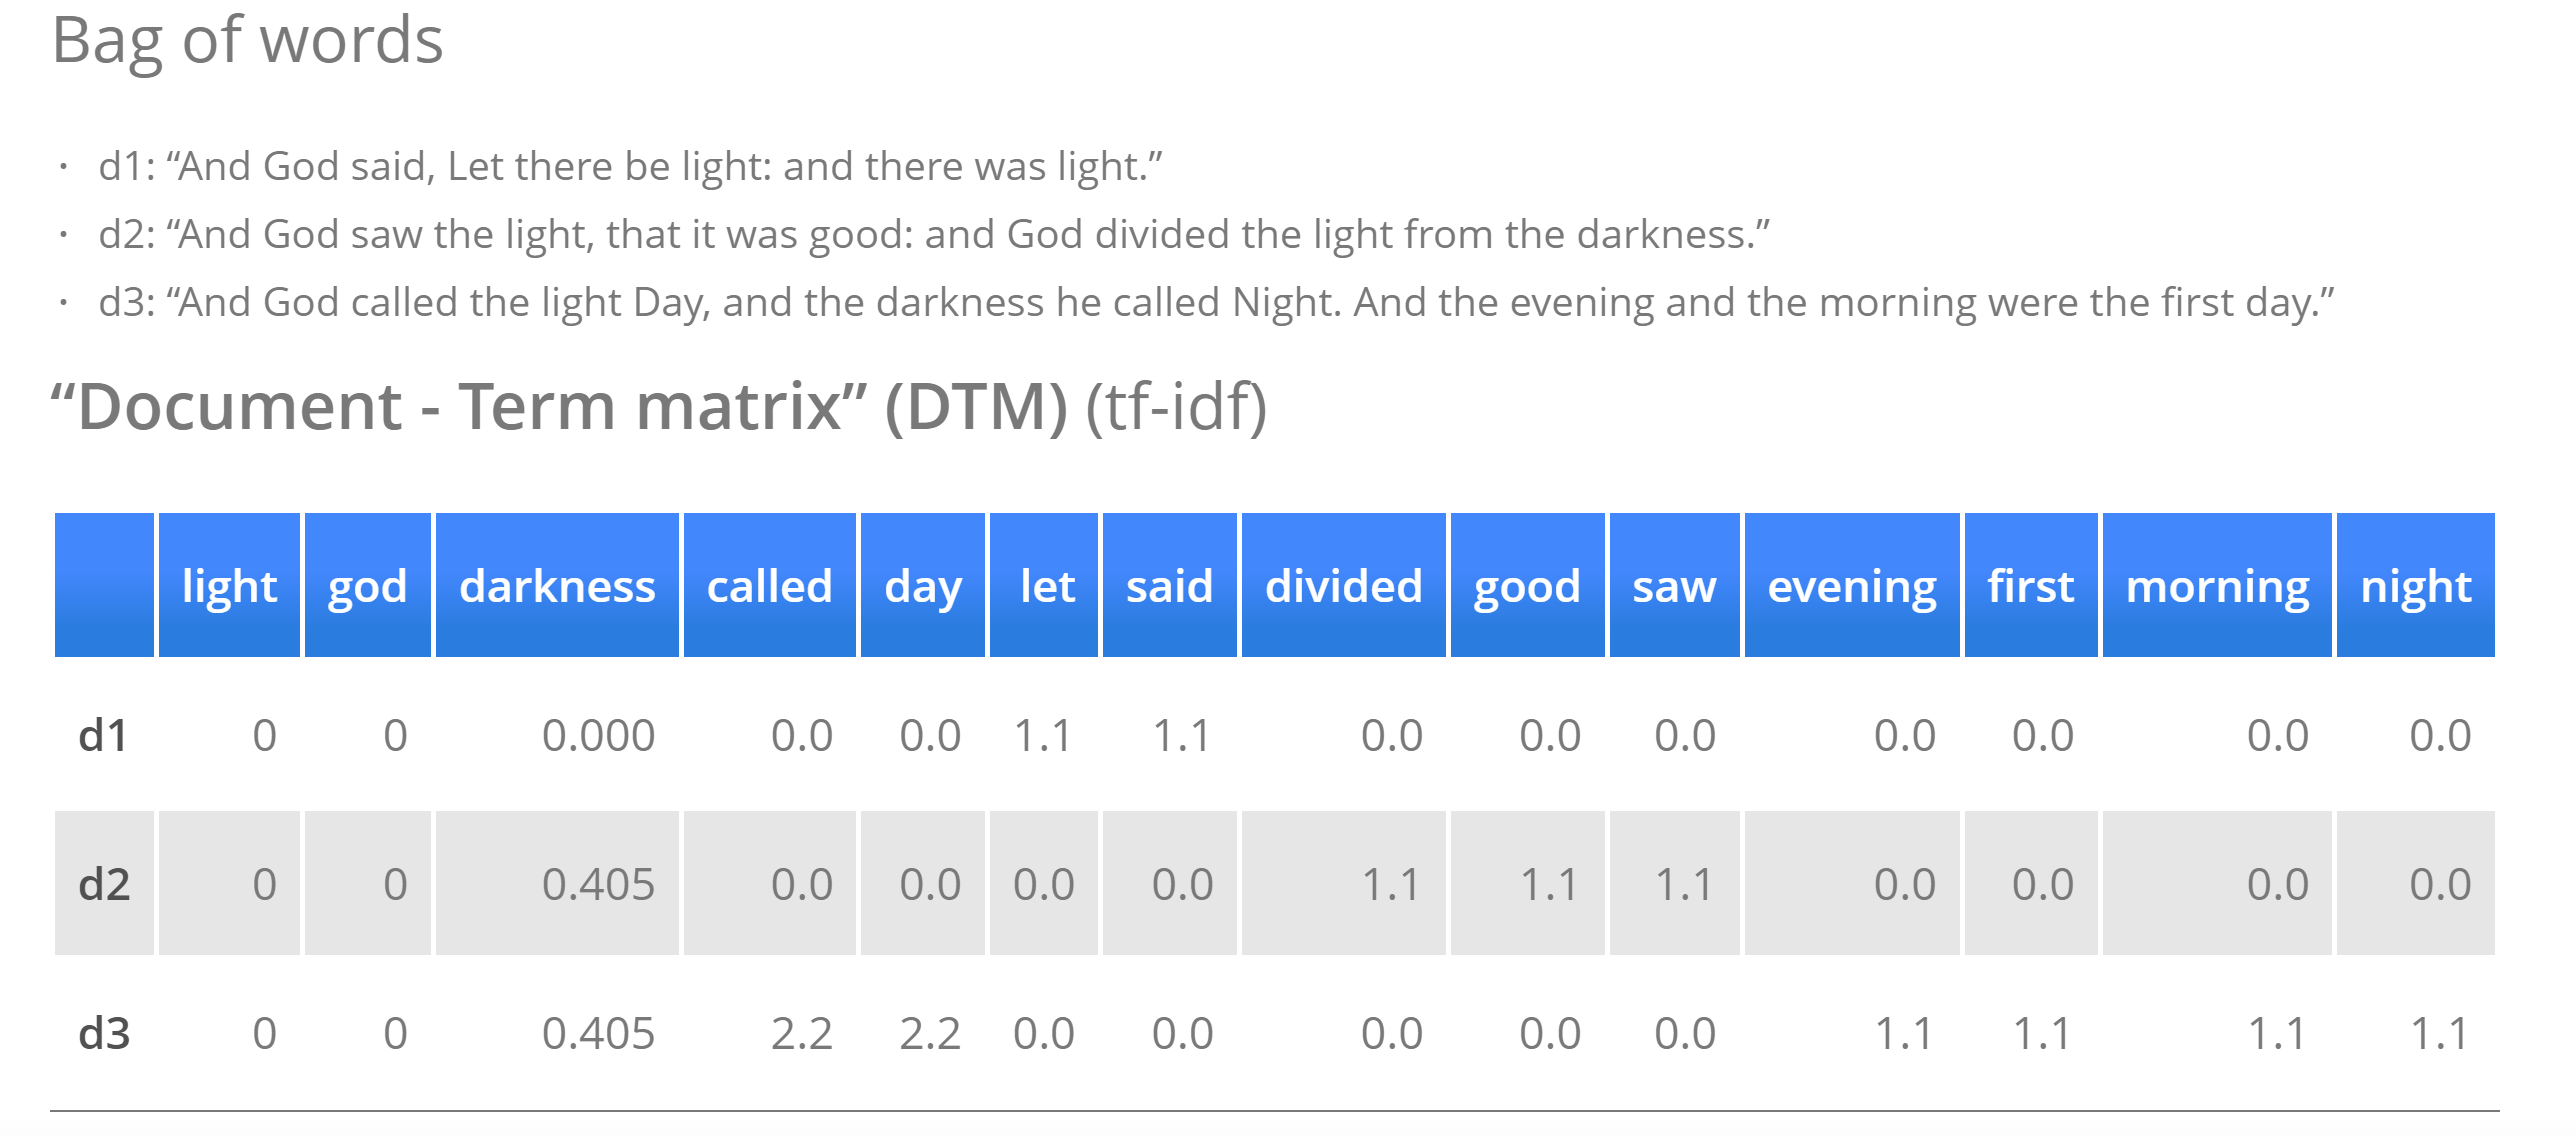 Bag of words
· d1: “And God said, Let there be light: and there was light.”
· d2: “And God saw the light, that it was good: and God divided the light from the darkness.”
· d3: “And God called the light Day, and the darkness he called Night. And the evening and the morning were the first day.”
“Document - Term matrix” (DTM) (tf-idf)
light god darkness called day let said divided good saw evening first morning night
d1 0 0 0.000 0.0 0.0 1.1 1.1 0.0 0.0 0.0 0.0 0.0 0.0 0.0
d2 0 0 0.405 0.0 0.0 0.0 0.0 1.1 1.1 1.1 0.0 0.0 0.0 0.0
d3 0 0 0.405 2.2 2.2 0.0 0.0 0.0 0.0 0.0 1.1 1.1 1.1 1.1